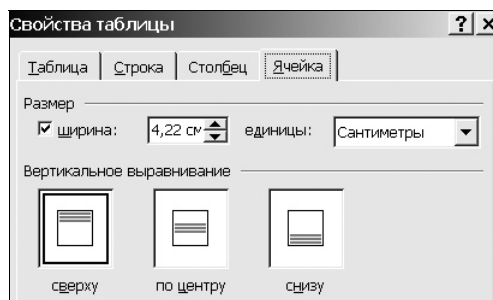 Свойства таблицы
Таблица Строка Столбец Ячейка
Размер
ширина: 4,22 см единицы: Сантиметры
Вертикальное выравнивание
сверху по центру снизу